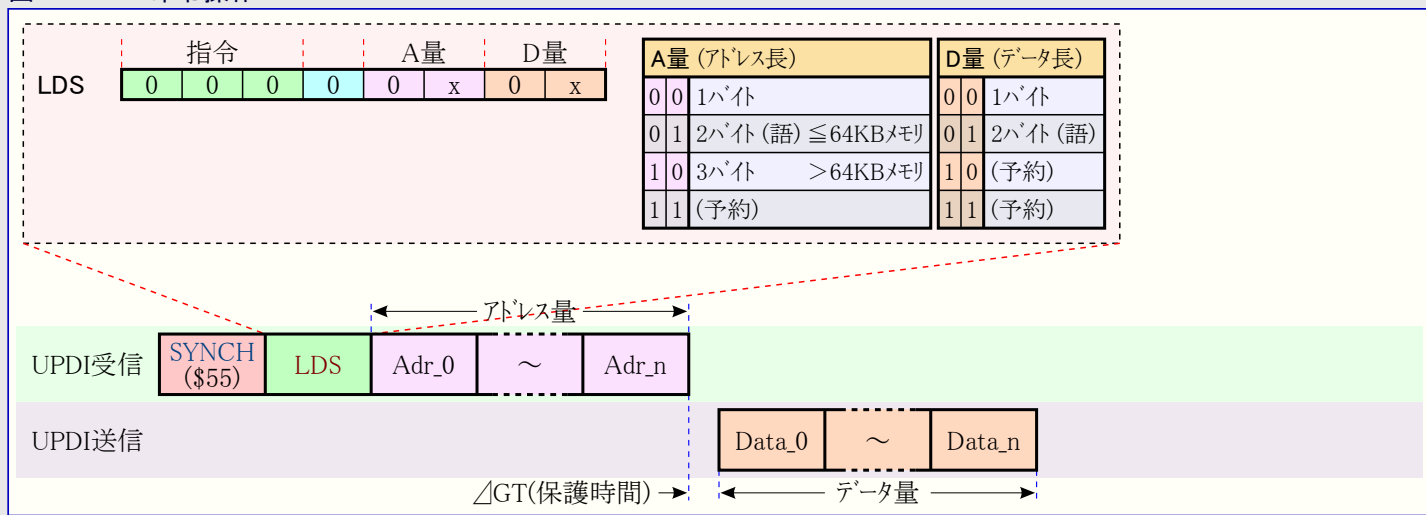 指令 A量 D量
LDS 0 0 0 0 0 x 0 x
A量 (アドレス長)
0 0 1バイト
0 1 2バイト (語) ≦64KBメモリ
1 0 3バイト >64KBメモリ
1 1 (予約)
D量 (データ長)
0 0 1バイト
0 1 2バイト (語)
1 0 (予約)
1 1 (予約)
アドレス量
UPDI受信 SYNCH ($55) LDS Adr_0 ～ Adr_n
UPDI送信 Data_0 ～ Data_n
⊿GT(保護時間) データ量